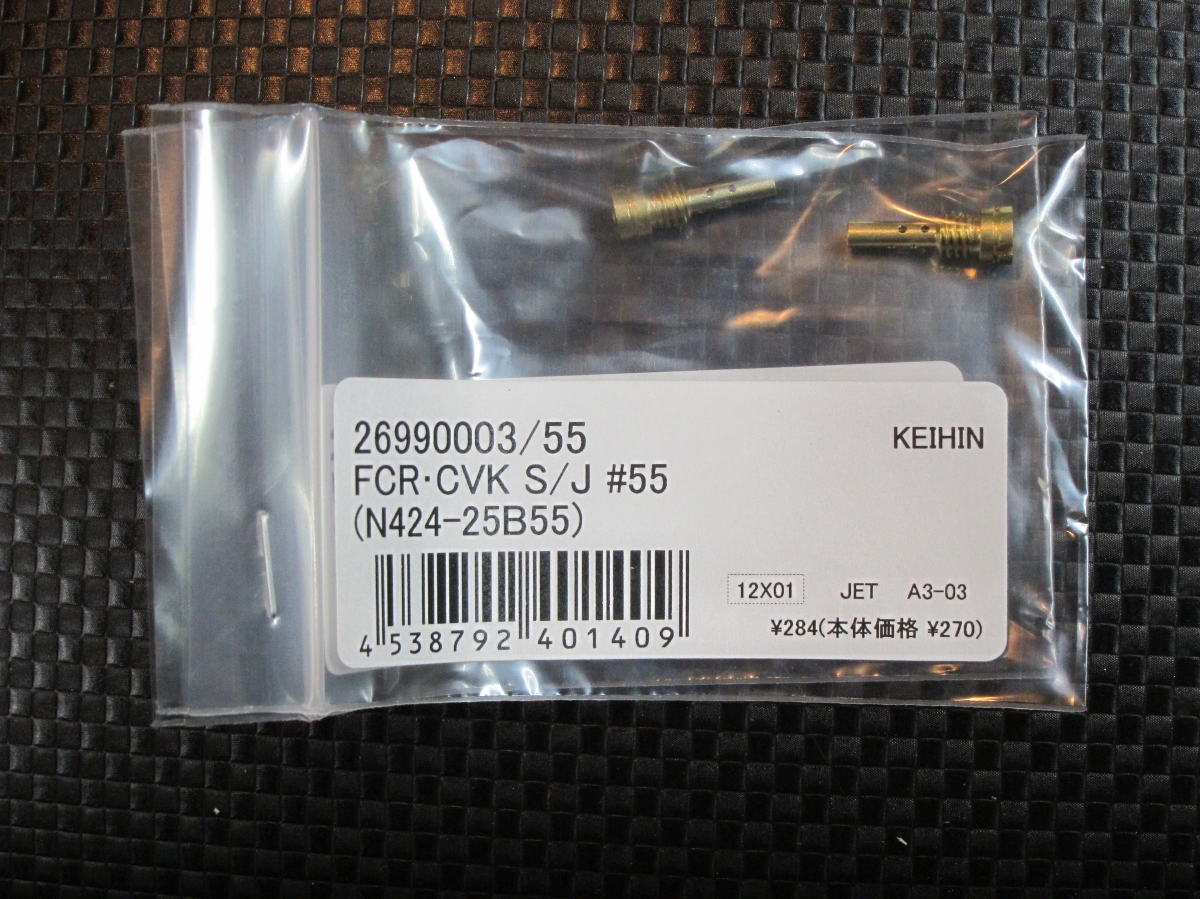 26990003/55
KEIHIN
FCR･CVK S/J #55
(N424-25B55)
4 538792 401409
12X01 JET A3-03
¥284(本体価格 ¥270)